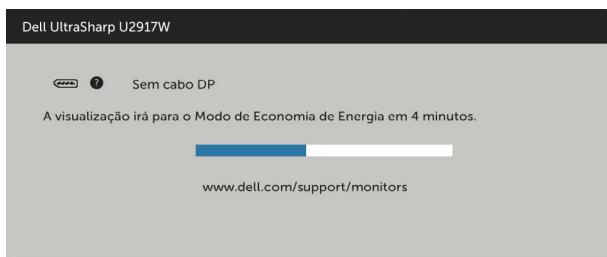 Dell UltraSharp U2917W
? Sem cabo DP
A visualização irá para o Modo de Economia de Energia em 4 minutos.
www.dell.com/support/monitors